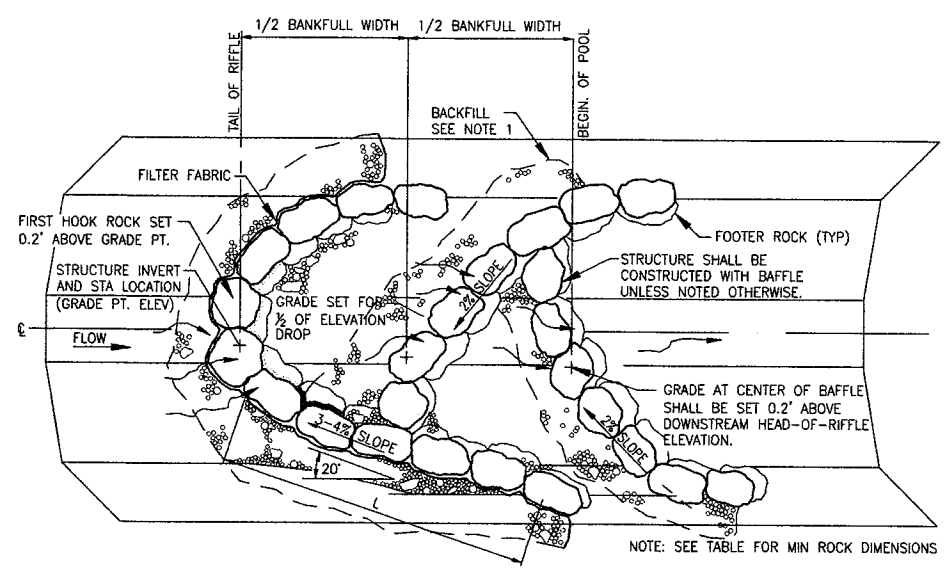 1/2 BANKFULL WIDTH
1/2 BANKFULL WIDTH
TAIL OF RIFFLE
BEGIN. OF POOL
BACKFILL
SEE NOTE 1
FILTER FABRIC
FIRST HOOK ROCK SET
0.2' ABOVE GRADE PT.
STRUCTURE INVERT
AND STA LOCATION
(GRADE PT. ELEV)
GRADE SET FOR
½ OF ELEVATION
DROP
SLOPE
2%
FOOTER ROCK (TYP)
STRUCTURE SHALL BE
CONSTRUCTED WITH BAFFLE
UNLESS NOTED OTHERWISE.
℄
FLOW
GRADE AT CENTER OF BAFFLE
SHALL BE SET 0.2' ABOVE
DOWNSTREAM HEAD-OF-RIFFLE
ELEVATION.
3-4%
SLOPE
2%
SLOPE
20°
L
NOTE: SEE TABLE FOR MIN ROCK DIMENSIONS